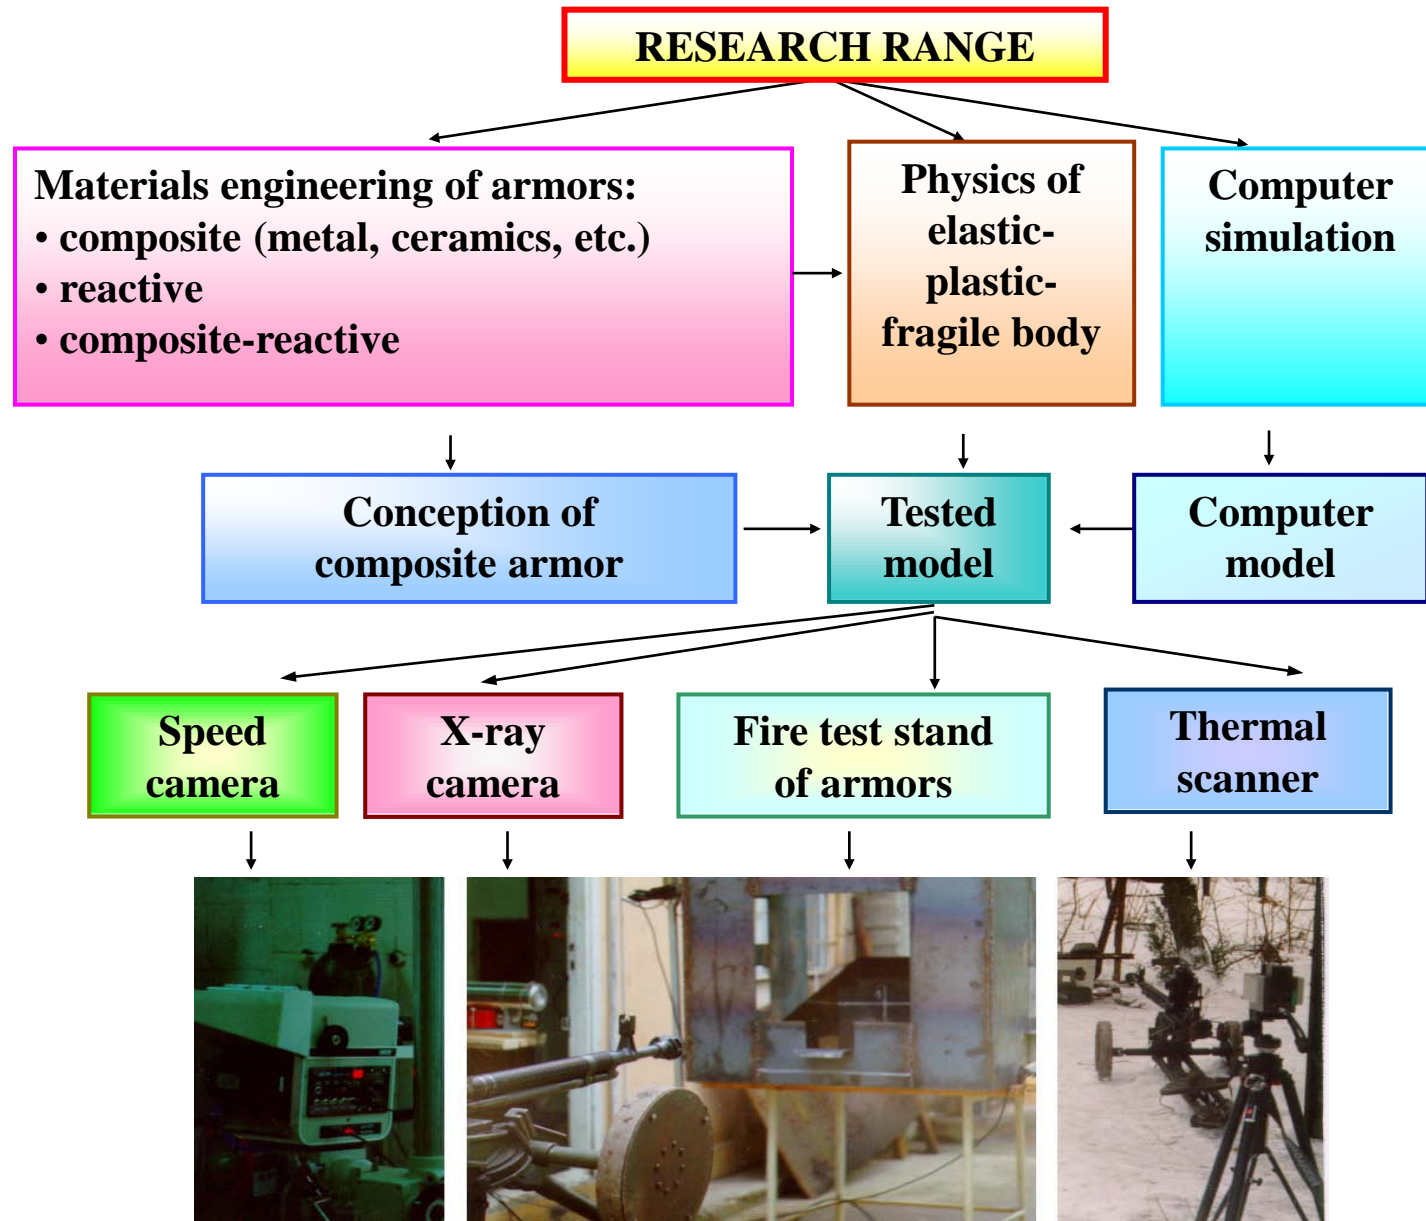 RESEARCH RANGE
Materials engineering of armors:
• composite (metal, ceramics, etc.)
• reactive
• composite-reactive
Physics of
elastic-
plastic-
fragile body
Computer
simulation
Conception of
composite armor
Tested
model
Computer
model
Speed
camera
X-ray
camera
Fire test stand
of armors
Thermal
scanner